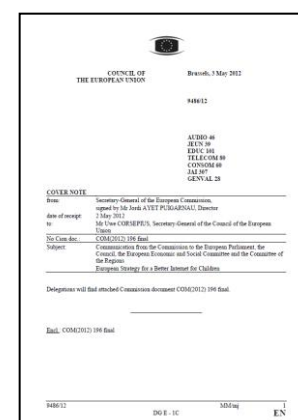 COUNCIL OF
THE EUROPEAN UNION
Brussels, 3 May 2012
9486/12
AUDIO 46
JEUN 39
EDUC 101
TELECOM 80
CONSOM 60
JAI 307
GENVAL 28
COVER NOTE
from: Secretary-General of the European Commission,
signed by Mr Jordi AYET PUIGARNAU, Director
date of receipt: 2 May 2012
to: Mr Uwe CORSEPIUS, Secretary-General of the Council of the European
Union
No Cion doc.: COM(2012) 196 final
Subject: Communication from the Commission to the European Parliament, the
Council, the European Economic and Social Committee and the Committee of
the Regions
European Strategy for a Better Internet for Children
Delegations will find attached Commission document COM(2012) 196 final.
Encl. COM(2012) 196 final
9486/12 MM/mj 1
DG E - 1C EN